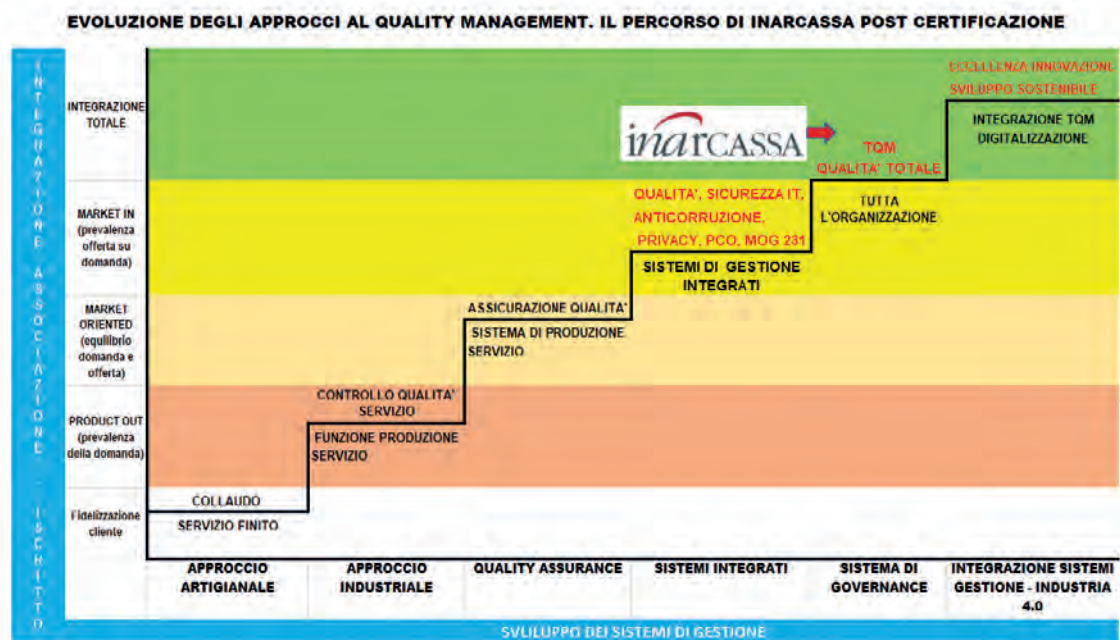 EVOLUZIONE DEGLI APPROCCI AL QUALITY MANAGEMENT. IL PERCORSO DI INARCASSA POST CERTIFICAZIONE
INTEGRAZIONE ASSOCIAZIONE - ISCRITTO
INTEGRAZIONE
TOTALE
MARKET IN
(prevalenza
offerta su
domanda)
MARKET
ORIENTED
(equilibrio
domanda e
offerta)
PRODUCT OUT
(prevalenza
della domanda)
Fidelizzazione
cliente
COLLAUDO
SERVIZIO FINITO
CONTROLLO QUALITA'
SERVIZIO
FUNZIONE PRODUZIONE
SERVIZIO
ASSICURAZIONE QUALITA'
SISTEMA DI PRODUZIONE
SERVIZIO
inarCASSA
QUALITA', SICUREZZA IT,
ANTICORRUZIONE,
PRIVACY, PCO, MOG 231
SISTEMI DI GESTIONE
INTEGRATI
TQM
QUALITA' TOTALE
TUTTA
L'ORGANIZZAZIONE
ECCELLENZA INNOVAZIONE
SVILUPPO SOSTENIBILE
INTEGRAZIONE TQM
DIGITALIZZAZIONE
APPROCCIO
ARTIGIANALE
APPROCCIO
INDUSTRIALE
QUALITY ASSURANCE
SISTEMI INTEGRATI
SISTEMA DI
GOVERNANCE
INTEGRAZIONE SISTEMI
GESTIONE - INDUSTRIA
4.0
SVLILUPPO DEI SISTEMI DI GESTIONE